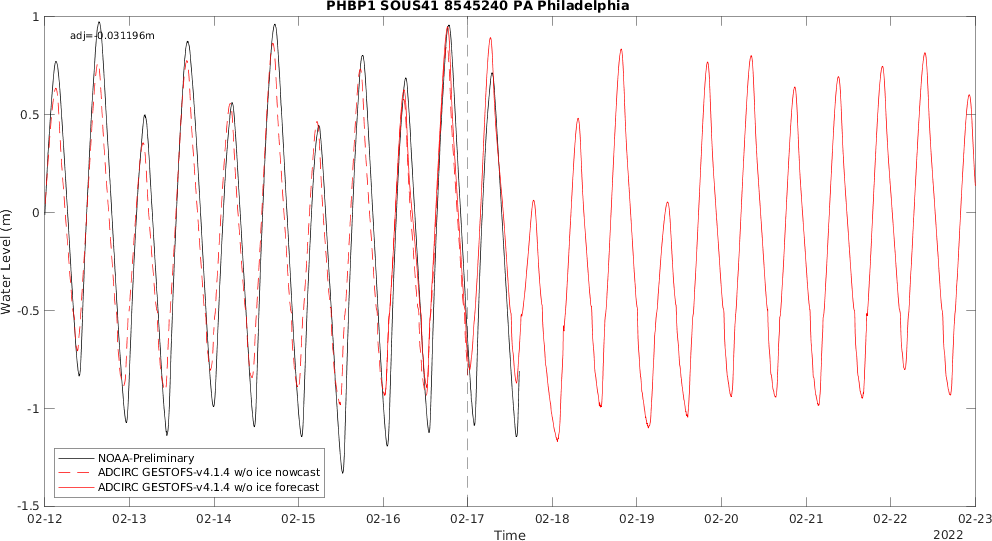 PHBP1 SOUS41 8545240 PA Philadelphia
adj=-0.031196m
Water Level (m)
1
0.5
0
-0.5
-1
-1.5
NOAA-Preliminary
ADCIRC GESTOFS-v4.1.4 w/o ice nowcast
ADCIRC GESTOFS-v4.1.4 w/o ice forecast
02-12 02-13 02-14 02-15 02-16 02-17 02-18 02-19 02-20 02-21 02-22 02-23
Time
2022